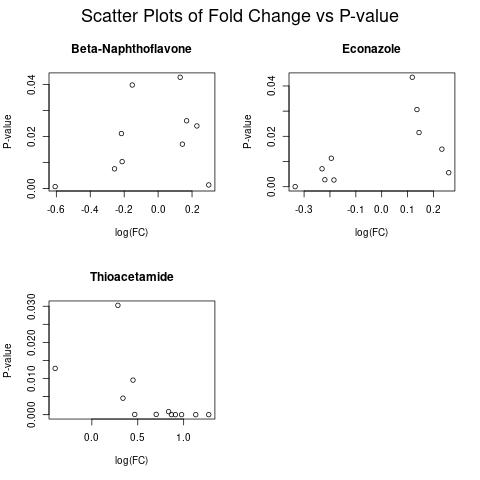 Scatter Plots of Fold Change vs P-value
Beta-Naphthoflavone
P-value
0.04
0.02
0.00
-0.6 -0.4 -0.2 0.0 0.2
log(FC)
Econazole
P-value
0.04
0.02
0.00
-0.3 -0.1 0.0 0.1 0.2
log(FC)
Thioacetamide
P-value
0.030
0.020
0.010
0.000
0.0 0.5 1.0
log(FC)